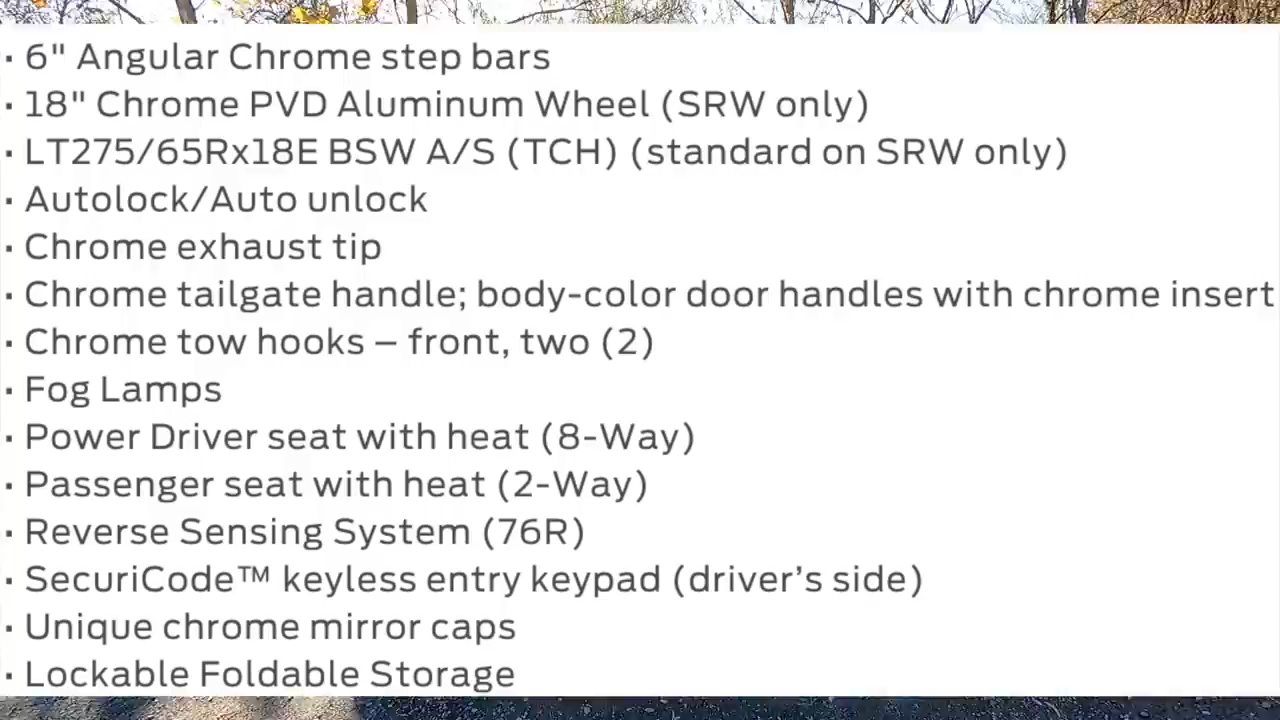 · 6" Angular Chrome step bars
· 18" Chrome PVD Aluminum Wheel (SRW only)
· LT275/65Rx18E BSW A/S (TCH) (standard on SRW only)
· Autolock/Auto unlock
· Chrome exhaust tip
· Chrome tailgate handle; body-color door handles with chrome insert
· Chrome tow hooks – front, two (2)
· Fog Lamps
· Power Driver seat with heat (8-Way)
· Passenger seat with heat (2-Way)
· Reverse Sensing System (76R)
· SecuriCode™ keyless entry keypad (driver’s side)
· Unique chrome mirror caps
· Lockable Foldable Storage